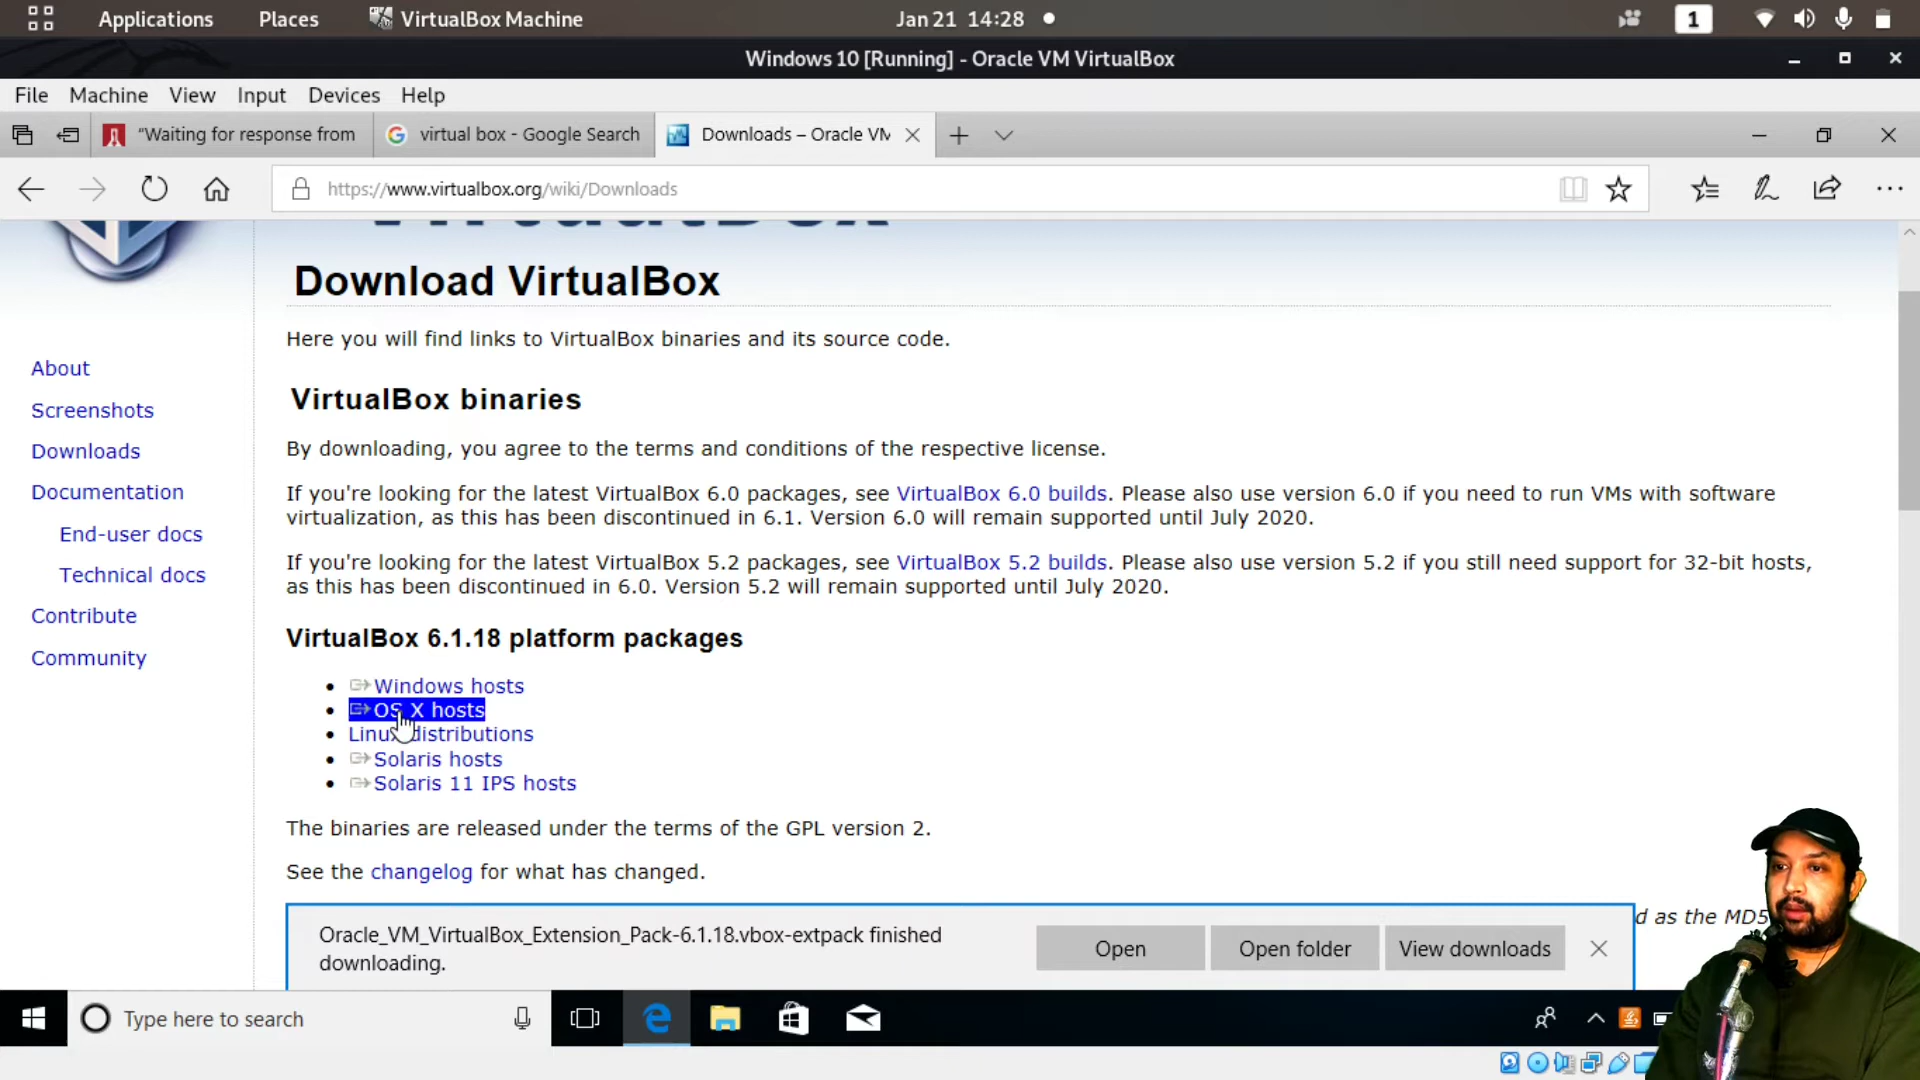 Applications Places VirtualBox Machine Jan 21 14:28 1
Windows 10 [Running] - Oracle VM VirtualBox
File Machine View Input Devices Help
"Waiting for response from virtual box - Google Search Downloads – Oracle VM
https://www.virtualbox.org/wiki/Downloads
Download VirtualBox
Here you will find links to VirtualBox binaries and its source code.
About
VirtualBox binaries
Screenshots
By downloading, you agree to the terms and conditions of the respective license.
Downloads
Documentation
If you're looking for the latest VirtualBox 6.0 packages, see VirtualBox 6.0 builds. Please also use version 6.0 if you need to run VMs with software
virtualization, as this has been discontinued in 6.1. Version 6.0 will remain supported until July 2020.
End-user docs
Technical docs
If you're looking for the latest VirtualBox 5.2 packages, see VirtualBox 5.2 builds. Please also use version 5.2 if you still need support for 32-bit hosts,
as this has been discontinued in 6.0. Version 5.2 will remain supported until July 2020.
Contribute
Community
VirtualBox 6.1.18 platform packages
Windows hosts
OS X hosts
Linux distributions
Solaris hosts
Solaris 11 IPS hosts
The binaries are released under the terms of the GPL version 2.
See the changelog for what has changed.
d as the MD5
Oracle_VM_VirtualBox_Extension_Pack-6.1.18.vbox-extpack finished
downloading.
Open Open folder View downloads
Type here to search